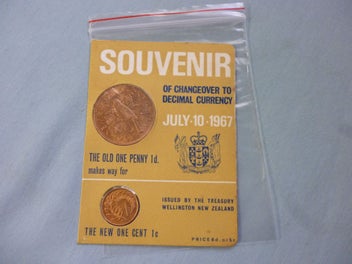 SOUVENIR
OF CHANGEOVER TO
DECIMAL CURRENCY
JULY·10·1967
THE OLD ONE PENNY 1d.
makes way for
THE NEW ONE CENT 1c
ISSUED BY THE TREASURY
WELLINGTON NEW ZEALAND
PRICE